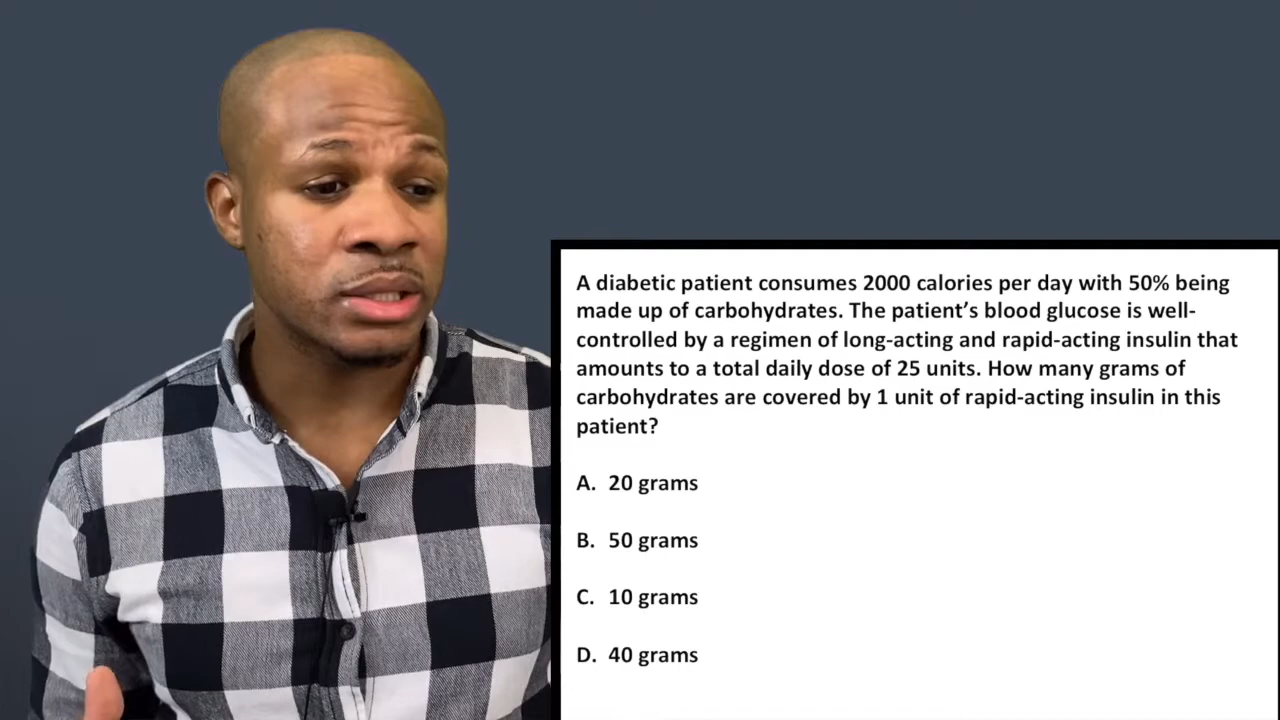 A diabetic patient consumes 2000 calories per day with 50% being
made up of carbohydrates. The patient’s blood glucose is well-
controlled by a regimen of long-acting and rapid-acting insulin that
amounts to a total daily dose of 25 units. How many grams of
carbohydrates are covered by 1 unit of rapid-acting insulin in this
patient?
A. 20 grams
B. 50 grams
C. 10 grams
D. 40 grams